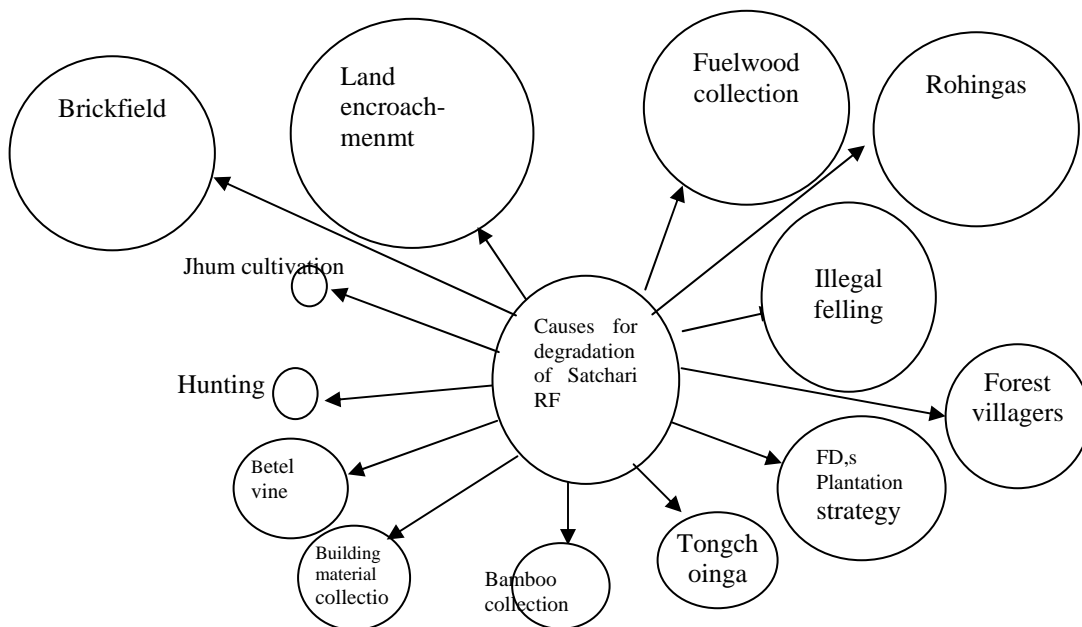 Brickfield
Land
encroach-
menmt
Fuelwood
collection
Rohingas
Jhum cultivation
Illegal
felling
Causes for
degradation
of Satchari
RF
Hunting
Forest
villagers
Betel
vine
FD,s
Plantation
strategy
Building
material
collectio
Bamboo
collection
Tongch
oinga